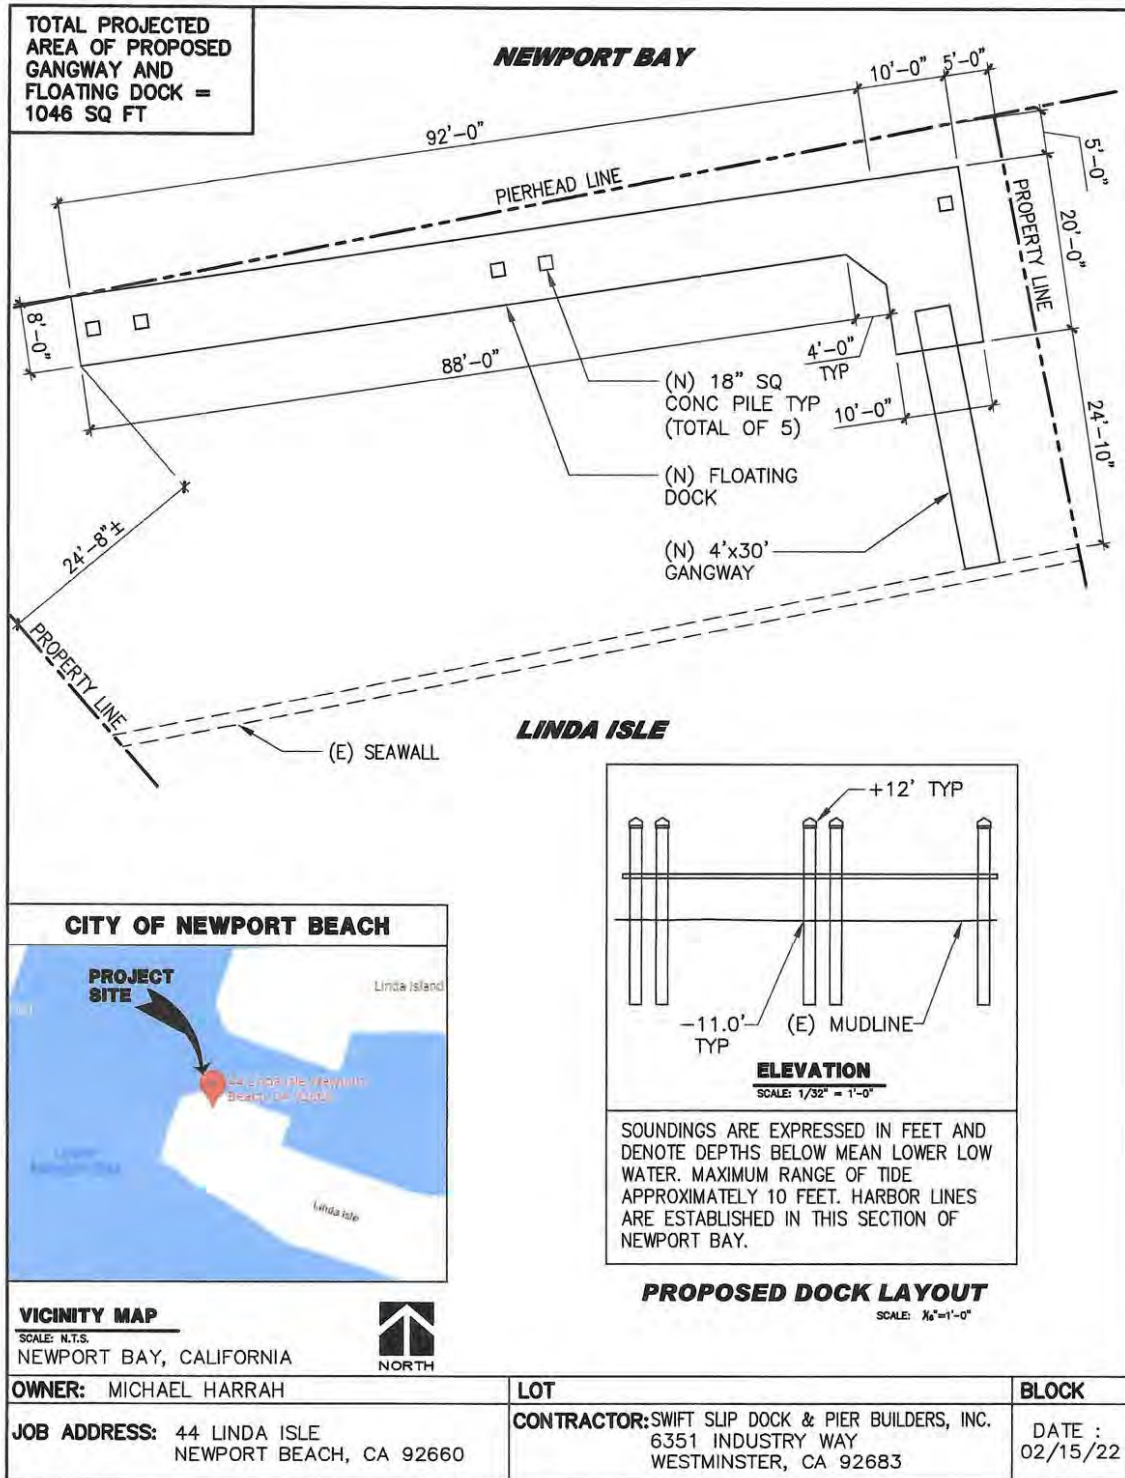 TOTAL PROJECTED
AREA OF PROPOSED
GANGWAY AND
FLOATING DOCK =
1046 SQ FT
NEWPORT BAY
10'-0"
5'-0"
92'-0"
5'-0"
PIERHEAD LINE
PROPERTY LINE
20'-0"
8'-0"
88'-0"
4'-0"
TYP
(N) 18" SQ
CONC PILE TYP
(TOTAL OF 5)
10'-0"
24'-10"
(N) FLOATING
DOCK
24'-8"±
(N) 4'x30'
GANGWAY
PROPERTY LINE
(E) SEAWALL
LINDA ISLE
+12' TYP
-11.0'
TYP
(E) MUDLINE
ELEVATION
SCALE: 1/32" = 1'-0"
SOUNDINGS ARE EXPRESSED IN FEET AND
DENOTE DEPTHS BELOW MEAN LOWER LOW
WATER. MAXIMUM RANGE OF TIDE
APPROXIMATELY 10 FEET. HARBOR LINES
ARE ESTABLISHED IN THIS SECTION OF
NEWPORT BAY.
CITY OF NEWPORT BEACH
PROJECT
SITE
Linda Island
44 Linda Isle, Newport
Linda Isle
PROPOSED DOCK LAYOUT
VICINITY MAP
SCALE: N.T.S.
NEWPORT BAY, CALIFORNIA
NORTH
OWNER: MICHAEL HARRAH
LOT
BLOCK
JOB ADDRESS: 44 LINDA ISLE
NEWPORT BEACH, CA 92660
CONTRACTOR: SWIFT SLIP DOCK & PIER BUILDERS, INC.
6351 INDUSTRY WAY
WESTMINSTER, CA 92683
DATE :
02/15/22